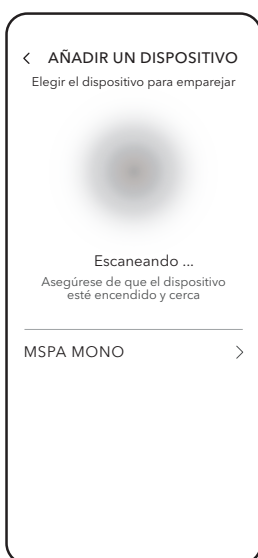 AÑADIR UN DISPOSITIVO
Elegir el dispositivo para emparejar
Escaneando ...
Asegúrese de que el dispositivo
esté encendido y cerca
MSPA MONO